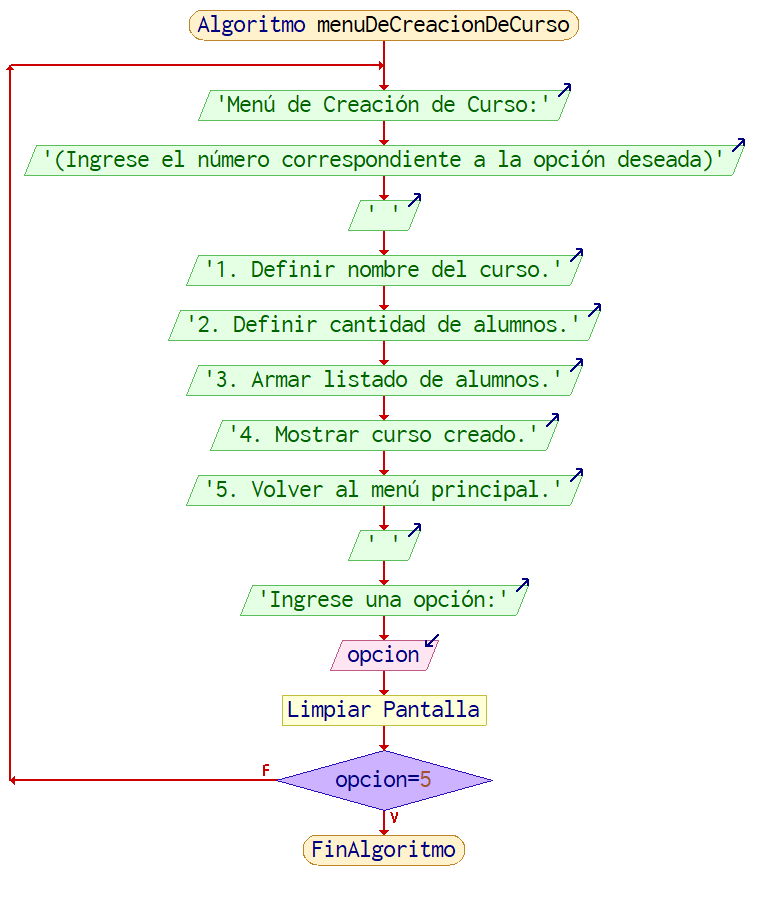 Algoritmo menuDeCreacionDeCurso
'Menú de Creación de Curso:'
'(Ingrese el número correspondiente a la opción deseada)'
' '
'1. Definir nombre del curso.'
'2. Definir cantidad de alumnos.'
'3. Armar listado de alumnos.'
'4. Mostrar curso creado.'
'5. Volver al menú principal.'
' '
'Ingrese una opción:'
opcion
Limpiar Pantalla
F
opcion=5
V
FinAlgoritmo